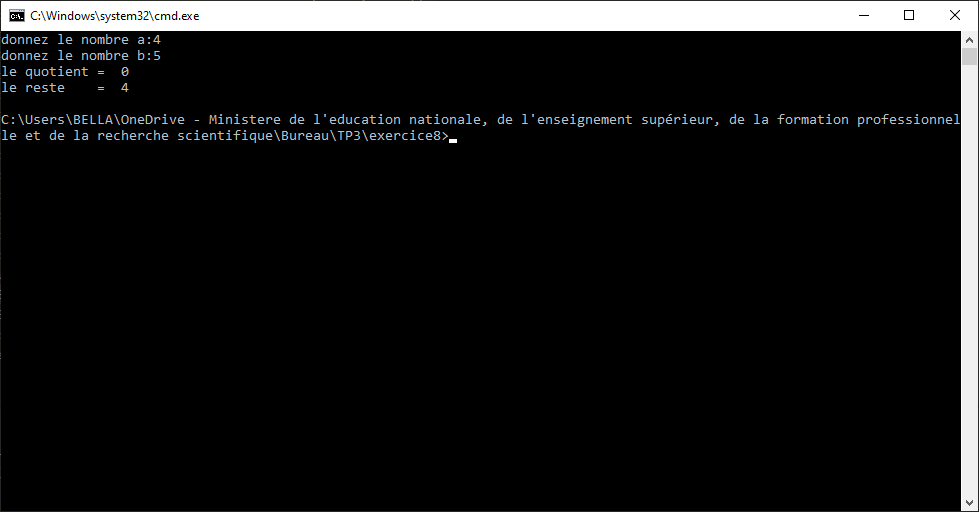 C:\Windows\system32\cmd.exe
donnez le nombre a:4
donnez le nombre b:5
le quotient =  0
le reste    =  4
C:\Users\BELLA\OneDrive - Ministere de l'education nationale, de l'enseignement supérieur, de la formation professionnel
le et de la recherche scientifique\Bureau\TP3\exercice8>